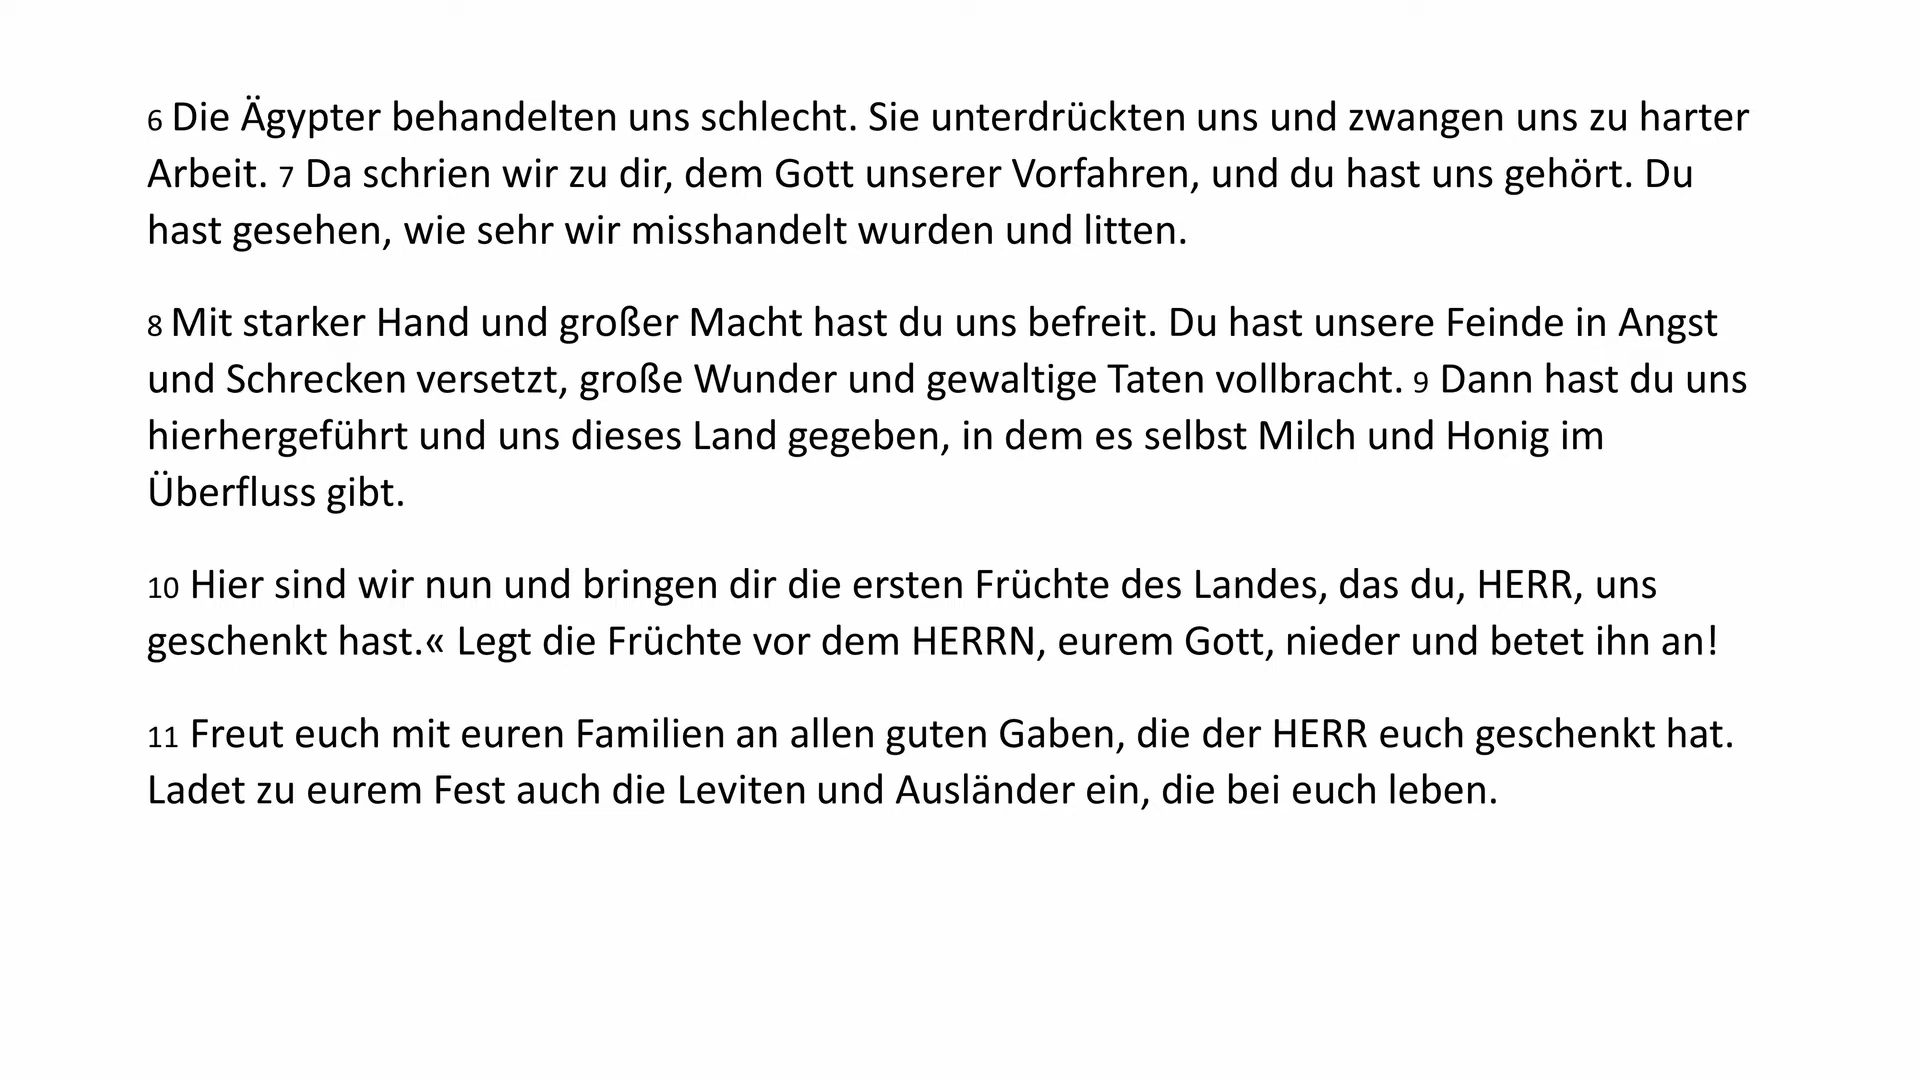 6 Die Ägypter behandelten uns schlecht. Sie unterdrückten uns und zwangen uns zu harter
Arbeit. 7 Da schrien wir zu dir, dem Gott unserer Vorfahren, und du hast uns gehört. Du
hast gesehen, wie sehr wir misshandelt wurden und litten.
8 Mit starker Hand und großer Macht hast du uns befreit. Du hast unsere Feinde in Angst
und Schrecken versetzt, große Wunder und gewaltige Taten vollbracht. 9 Dann hast du uns
hierhergeführt und uns dieses Land gegeben, in dem es selbst Milch und Honig im
Überfluss gibt.
10 Hier sind wir nun und bringen dir die ersten Früchte des Landes, das du, HERR, uns
geschenkt hast.« Legt die Früchte vor dem HERRN, eurem Gott, nieder und betet ihn an!
11 Freut euch mit euren Familien an allen guten Gaben, die der HERR euch geschenkt hat.
Ladet zu eurem Fest auch die Leviten und Ausländer ein, die bei euch leben.